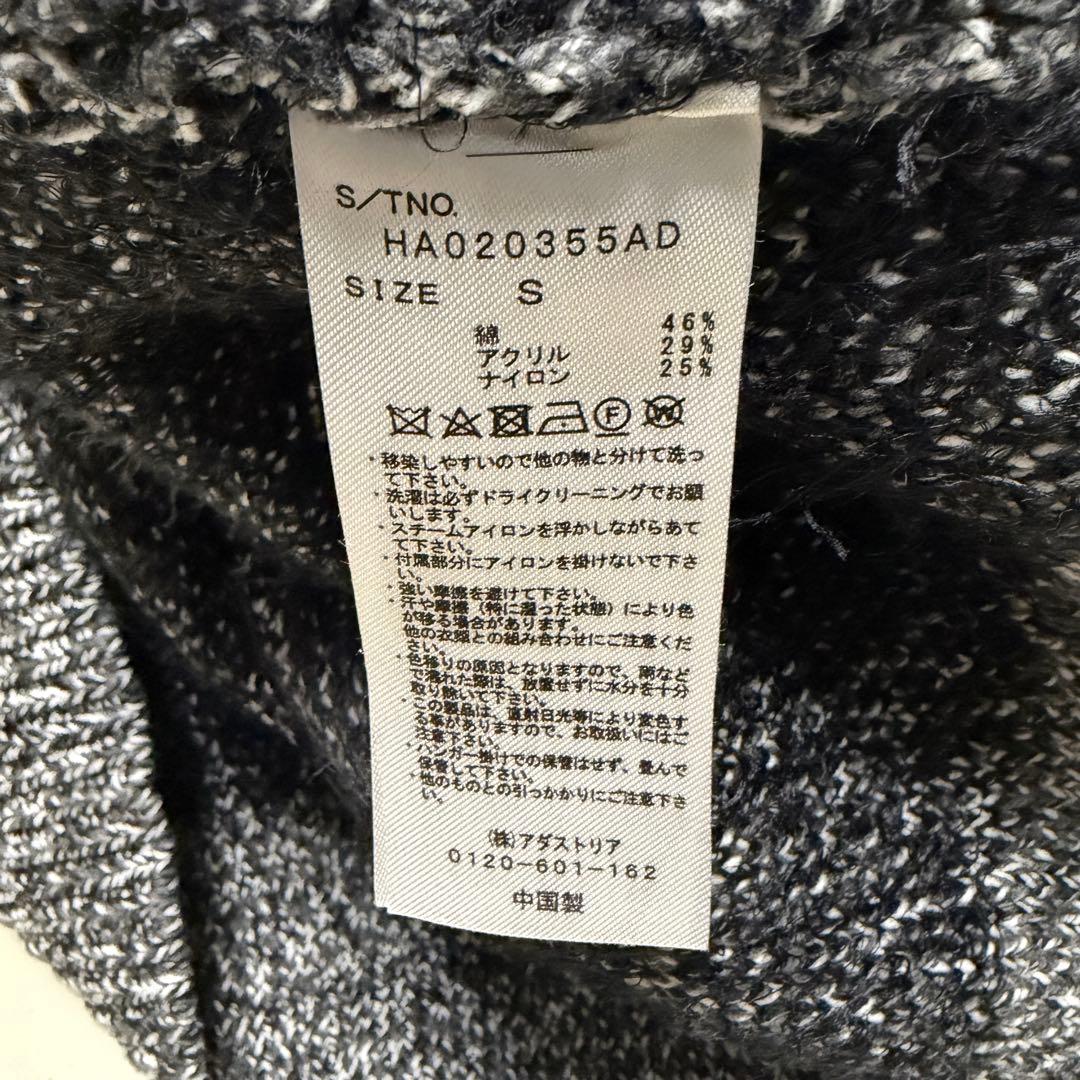 S/TNO.
HA020355AD
SIZE S
綿 46%
アクリル 29%
ナイロン 25%
F W
・移染しやすいので他の物と分けて洗っ
て下さい。
・洗濯は必ずドライクリーニングでお願
いします。
・スチームアイロンを浮かしながらあて
て下さい。
・付属部分にアイロンを掛けないで下さ
い。
・強い摩擦を避けて下さい。
・汗や摩擦(特に湿った状態)により色
が移る場合があります。
他の衣類との組み合わせにご注意くだ
さい。
・色移りの原因となりますので、雨など
で濡れた際は、放置せずに水分を十分
取り除いて下さい。
・この製品は、直射日光等により変色す
る事がありますので、お取扱いにはご
注意下さい。
・ハンガー掛けでの保管はせず、畳んで
保管して下さい。
・他のものとの引っかかりにご注意下さ
い。
(株)アダストリア
0120-601-162
中国製